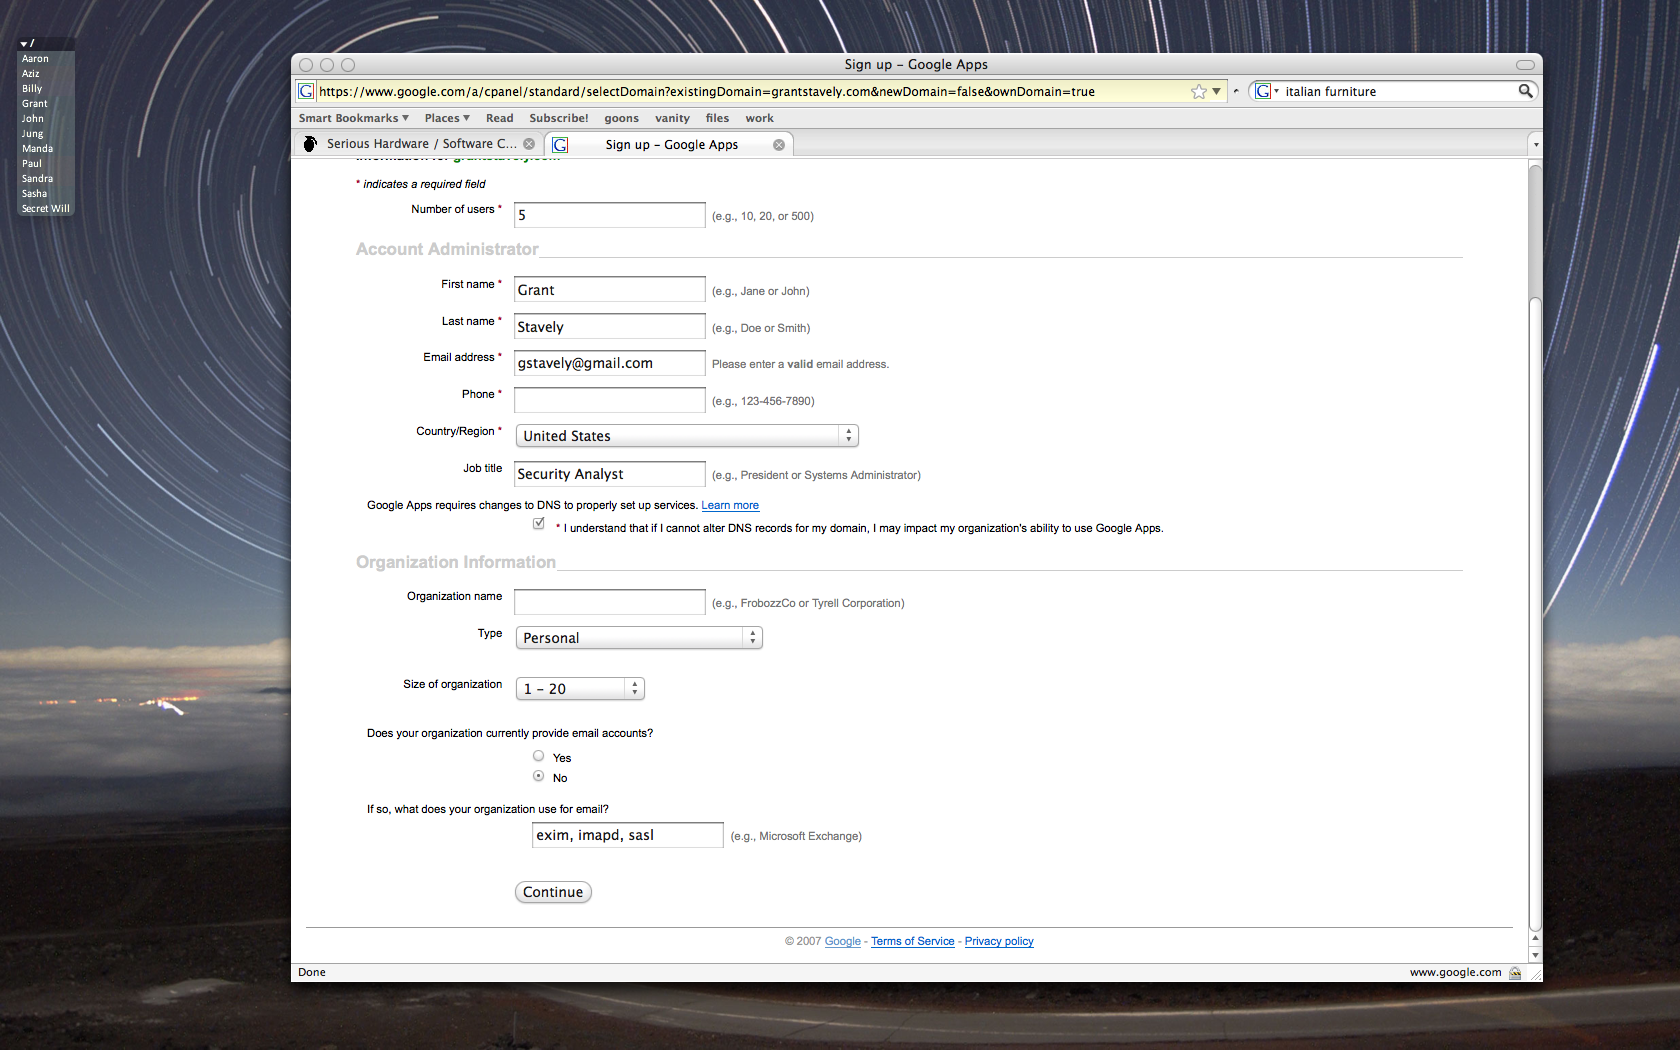 /
Aaron
Aziz
Billy
Grant
John
Jung
Manda
Paul
Sandra
Sasha
Secret Will
Sign up – Google Apps
https://www.google.com/a/cpanel/standard/selectDomain?existingDomain=grantstavely.com&newDomain=false&ownDomain=true
G italian furniture
Smart Bookmarks Places Read Subscribe! goons vanity files work
Serious Hardware / Software C... Sign up – Google Apps
Information for grantstavely.com
* indicates a required field
Number of users * 5 (e.g., 10, 20, or 500)
Account Administrator
First name * Grant (e.g., Jane or John)
Last name * Stavely (e.g., Doe or Smith)
Email address * gstavely@gmail.com Please enter a valid email address.
Phone * (e.g., 123-456-7890)
Country/Region * United States
Job title Security Analyst (e.g., President or Systems Administrator)
Google Apps requires changes to DNS to properly set up services. Learn more
* I understand that if I cannot alter DNS records for my domain, I may impact my organization's ability to use Google Apps.
Organization Information
Organization name (e.g., FrobozzCo or Tyrell Corporation)
Type Personal
Size of organization 1 – 20
Does your organization currently provide email accounts?
Yes
No
If so, what does your organization use for email?
exim, imapd, sasl (e.g., Microsoft Exchange)
Continue
© 2007 Google - Terms of Service - Privacy policy
Done www.google.com